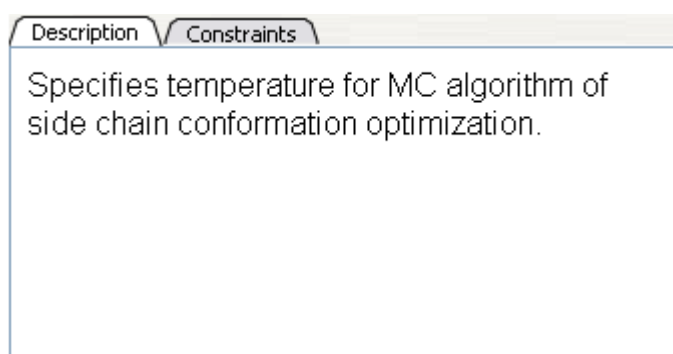 Description Constraints
Specifies temperature for MC algorithm of
side chain conformation optimization.